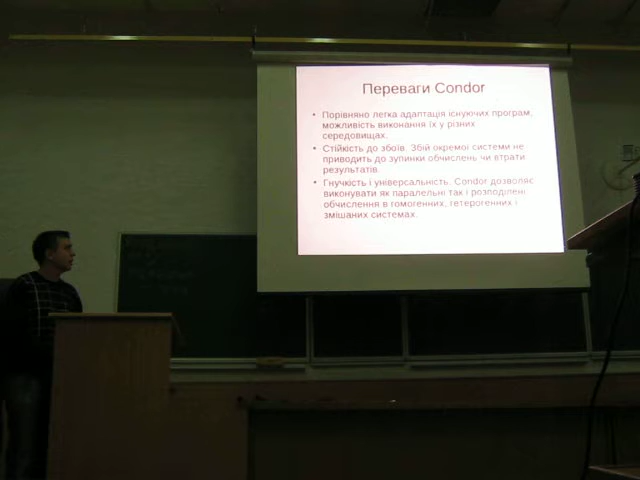 Переваги Condor
• Порівняно легка адаптація існуючих програм,
можливість виконання їх у різних
середовищах.
• Стійкість до збоїв. Збій окремої системи не
приводить до зупинки обчислень чи втрати
результатів.
• Гнучкість і універсальність. Condor дозволяє
виконувати як паралельні так і розподілені
обчислення в гомогенних, гетерогенних і
змішаних системах.